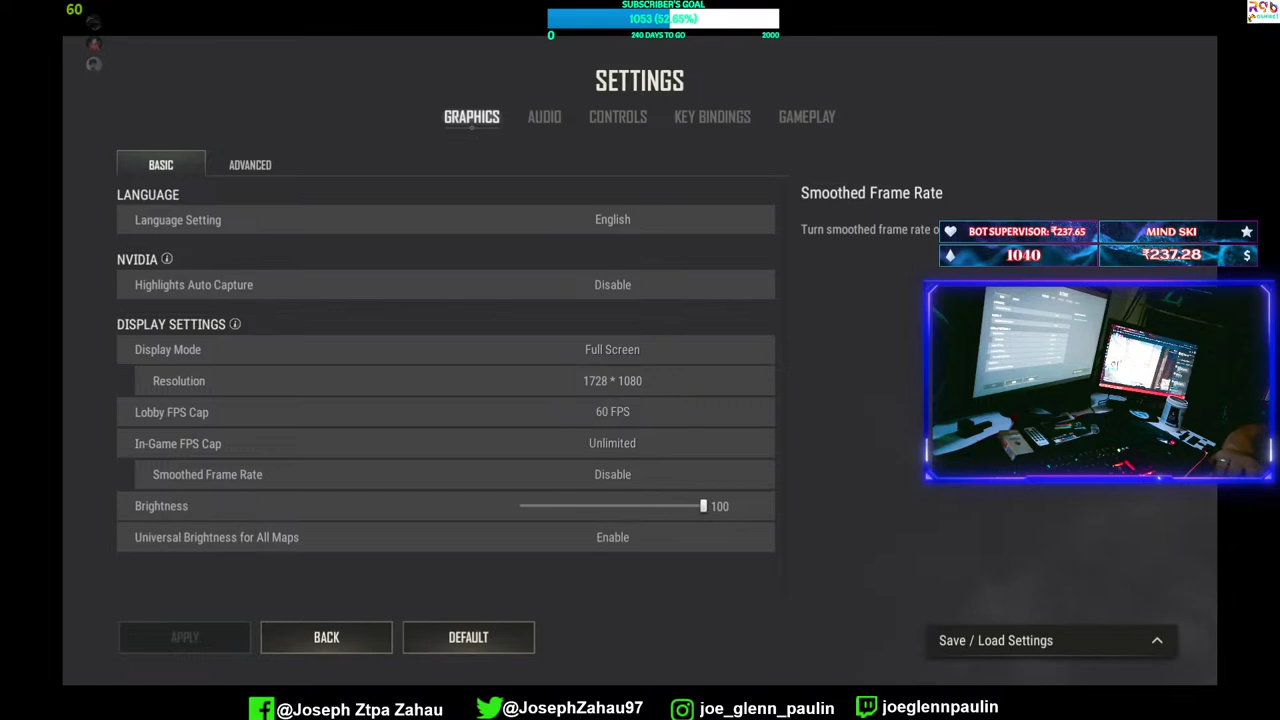 60
SUBSCRIBER'S GOAL
1053 (52.65%)
0 240 DAYS TO GO 2000
SETTINGS
GRAPHICS AUDIO CONTROLS KEY BINDINGS GAMEPLAY
BASIC ADVANCED
LANGUAGE
Language Setting English
NVIDIA
Highlights Auto Capture Disable
DISPLAY SETTINGS
Display Mode Full Screen
Resolution 1728 * 1080
Lobby FPS Cap 60 FPS
In-Game FPS Cap Unlimited
Smoothed Frame Rate Disable
Brightness 100
Universal Brightness for All Maps Enable
APPLY BACK DEFAULT
Smoothed Frame Rate
Turn smoothed frame rate o
BOT SUPERVISOR: ₹237.65 MIND SKI
1040 ₹237.28 $
Save / Load Settings
@Joseph Ztpa Zahau @JosephZahau97 joe_glenn_paulin joeglennpaulin